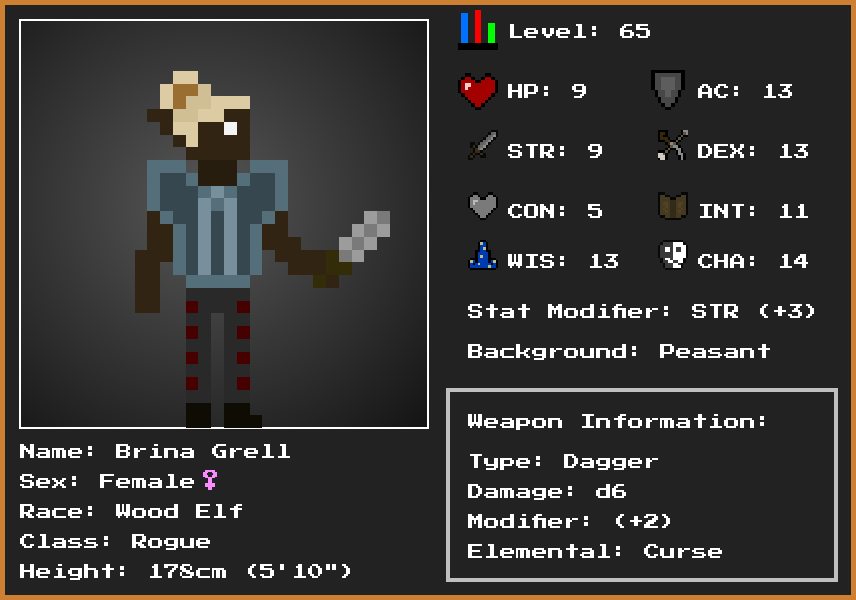 Level: 65
HP: 9
AC: 13
STR: 9
DEX: 13
CON: 5
INT: 11
WIS: 13
CHA: 14
Stat Modifier: STR (+3)
Background: Peasant
Weapon Information:
Type: Dagger
Damage: d6
Modifier: (+2)
Elemental: Curse
Name: Brina Grell
Sex: Female♀
Race: Wood Elf
Class: Rogue
Height: 178cm (5'10")